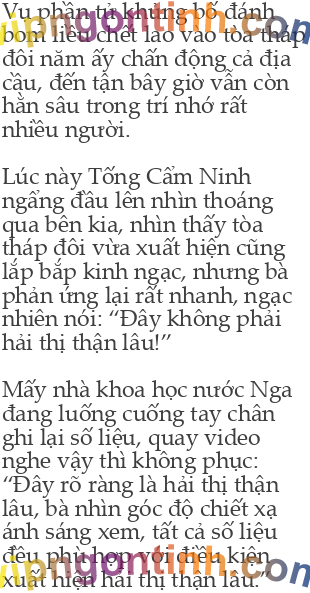 Vụ phần tử khủng bố đánh
bom liều chết lao vào tòa tháp
đôi năm ấy chấn động cả địa
cầu, đến tận bây giờ vẫn còn
hằn sâu trong trí nhớ rất
nhiều người.
Lúc này Tống Cẩm Ninh
ngẩng đầu lên nhìn thoáng
qua bên kia, nhìn thấy tòa
tháp đôi vừa xuất hiện cũng
lắp bắp kinh ngạc, nhưng bà
phản ứng lại rất nhanh, ngạc
nhiên nói: “Đây không phải
hải thị thận lâu!”
Mấy nhà khoa học nước Nga
đang luống cuống tay chân
ghi lại số liệu, quay video
nghe vậy thì không phục:
“Đây rõ ràng là hải thị thận
lâu, bà nhìn góc độ chiết xạ
ánh sáng xem, tất cả số liệu
đều phù hợp với điều kiện
xuất hiện hải thị thận lâu.”
vipngontinh.com
vipngontinh.com